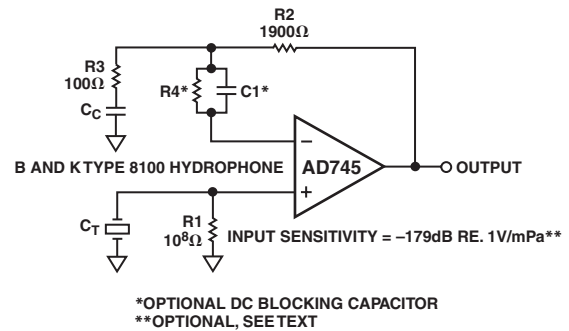 R2
1900Ω
R3
100Ω
R4*
C1*
CC
B AND K TYPE 8100 HYDROPHONE
AD745
OUTPUT
CT
R1
10⁸Ω
INPUT SENSITIVITY = –179dB RE. 1V/mPa**
*OPTIONAL DC BLOCKING CAPACITOR
**OPTIONAL, SEE TEXT